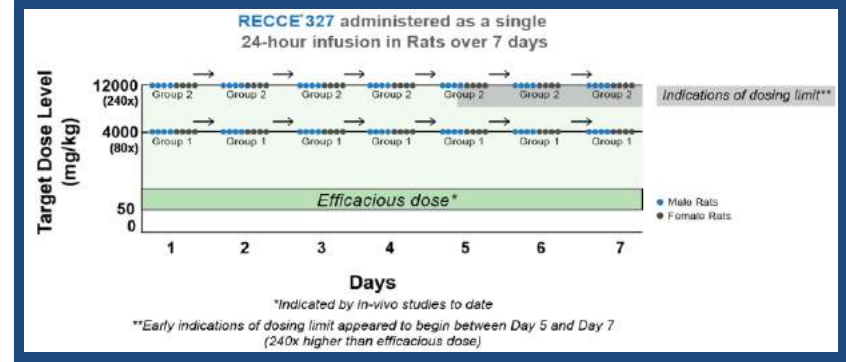 RECCE®327 administered as a single
24-hour infusion in Rats over 7 days
Target Dose Level
(mg/kg)
12000
(240x)
Group 2 Group 2 Group 2 Group 2 Group 2 Group 2 Group 2
Indications of dosing limit**
4000
(80x)
Group 1 Group 1 Group 1 Group 1 Group 1 Group 1 Group 1
Efficacious dose*
50
0
Male Rats
Female Rats
1 2 3 4 5 6 7
Days
*Indicated by in-vivo studies to date
**Early indications of dosing limit appeared to begin between Day 5 and Day 7
(240x higher than efficacious dose)